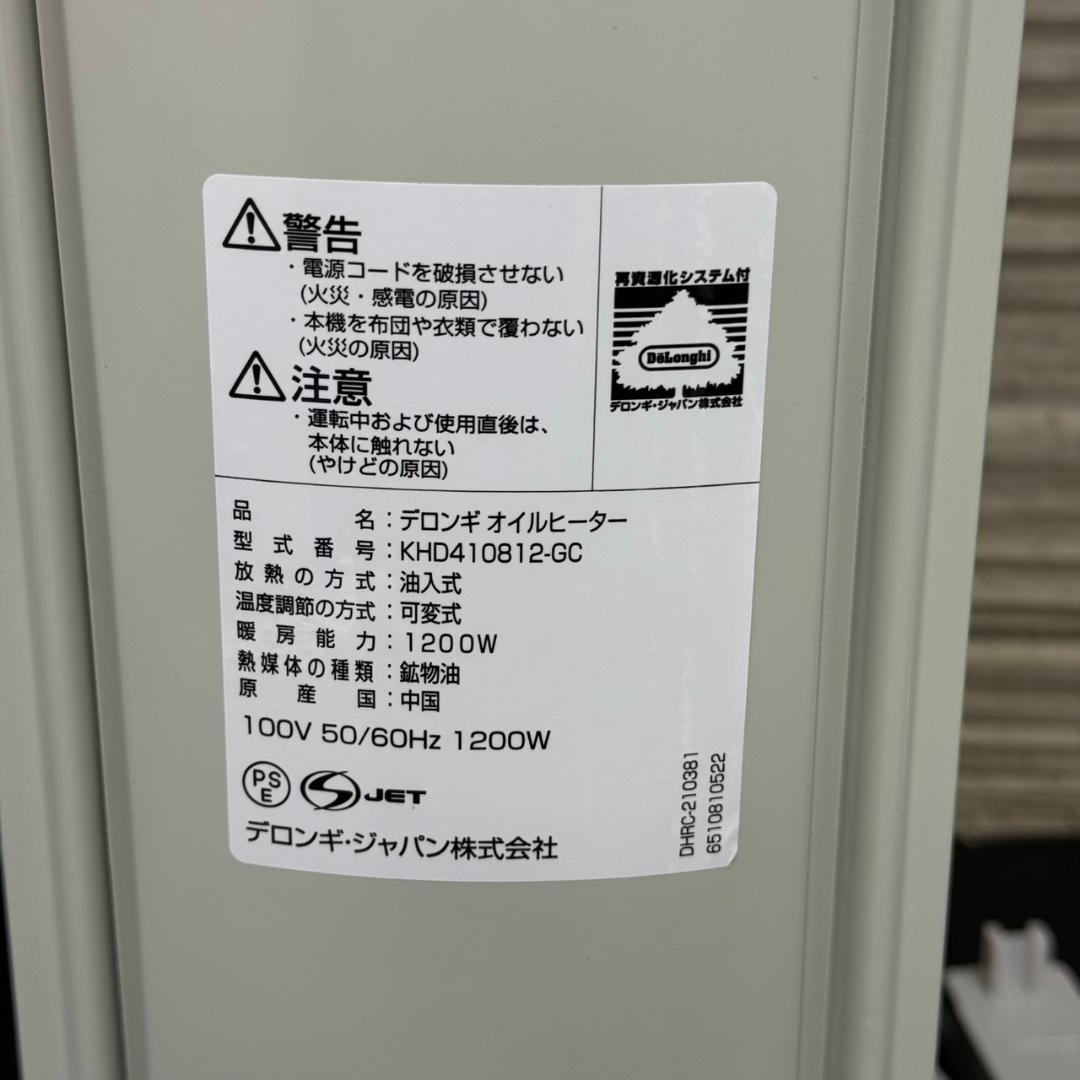 警告
・電源コードを破損させない
(火災・感電の原因)
・本機を布団や衣類で覆わない
(火災の原因)
注意
・運転中および使用直後は、
本体に触れない
(やけどの原因)
再資源化システム付
DeLonghi
デロンギ・ジャパン株式会社
品名：デロンギ オイルヒーター
型式番号：KHD410812-GC
放熱の方式：油入式
温度調節の方式：可変式
暖房能力：1200W
熱媒体の種類：鉱物油
原産国：中国
100V 50/60Hz 1200W
PSE
JET
デロンギ・ジャパン株式会社
DHRC-210381
6510810522